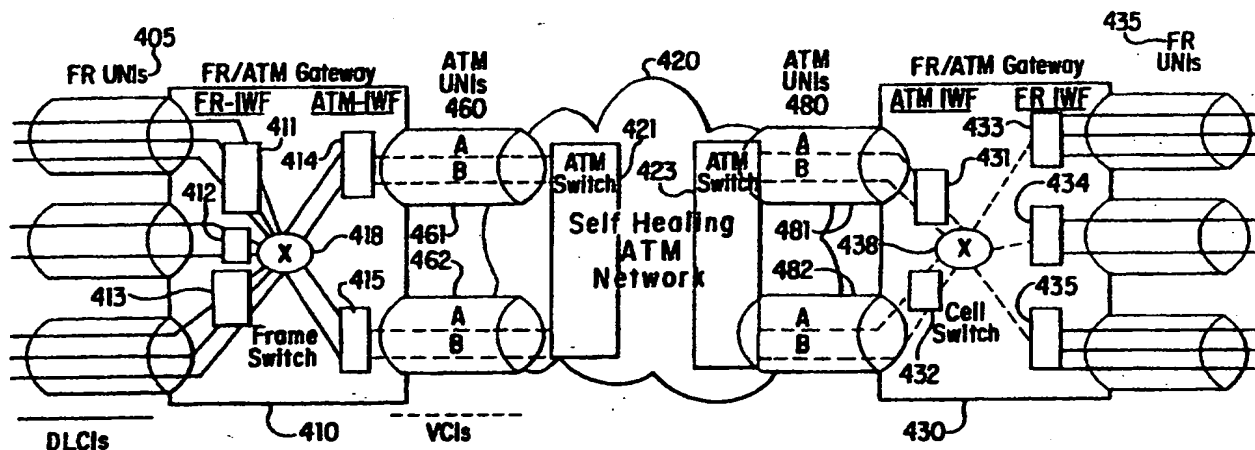 405
FR UNIs
FR/ATM Gateway
FR-IWF
ATM-IWF
411
412
413
414
415
418
X
Frame
Switch
410
DLCIs
VCIs
ATM
UNIs
460
A
B
461
462
A
B
420
421
ATM
Switch
423
ATM
Switch
Self Healing
ATM
Network
ATM
UNIs
480
A
B
481
482
A
B
FR/ATM Gateway
ATM IWF
FR IWF
433
431
434
438
X
435
Cell
Switch
432
430
435
FR
UNIs